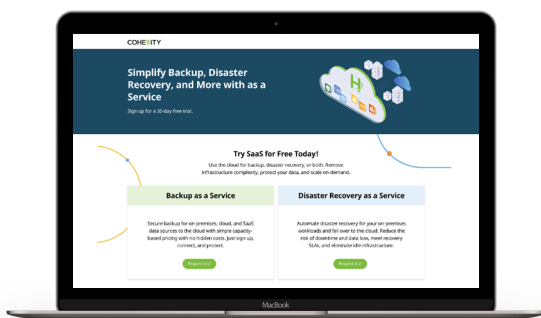 COHESITY
Simplify Backup, Disaster
Recovery, and More with as a
Service
Sign up for a 30-day free trial.
Try SaaS for Free Today!
Use the cloud for backup, disaster recovery, or both. Remove
infrastructure complexity, protect your data, and scale on-demand.
Backup as a Service
Secure backup for on-premises, cloud, and SaaS
data sources to the cloud with simple capacity-
based pricing with no hidden costs. Just sign up,
connect, and protect.
Request trial
Disaster Recovery as a Service
Automate disaster recovery for your on-premises
workloads and fail over to the cloud. Reduce the
risk of downtime and data loss, meet recovery
SLAs, and eliminate idle infrastructure.
Request trial
MacBook